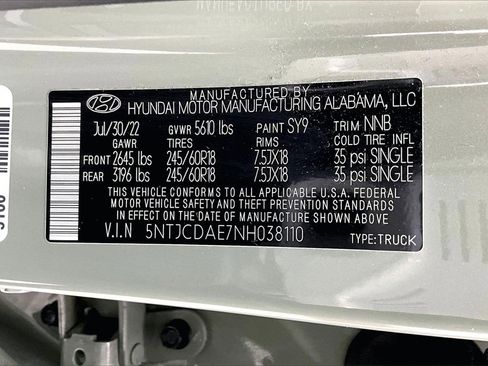 MANUFACTURED BY
HYUNDAI MOTOR MANUFACTURING ALABAMA, LLC
Jul/30/22 GVWR 5610 lbs PAINT SY9 TRIM NNB
GAWR TIRES RIMS COLD TIRE INFL
FRONT 2645 lbs 245/60R18 7.5JX18 35 psi SINGLE
REAR 3196 lbs 245/60R18 7.5JX18 35 psi SINGLE
THIS VEHICLE CONFORMS TO ALL APPLICABLE U.S.A. FEDERAL
MOTOR VEHICLE SAFETY STANDARDS IN EFFECT ON THE
DATE OF MANUFACTURE SHOWN ABOVE.
V.I.N 5NTJCDAE7NH038110 TYPE:TRUCK